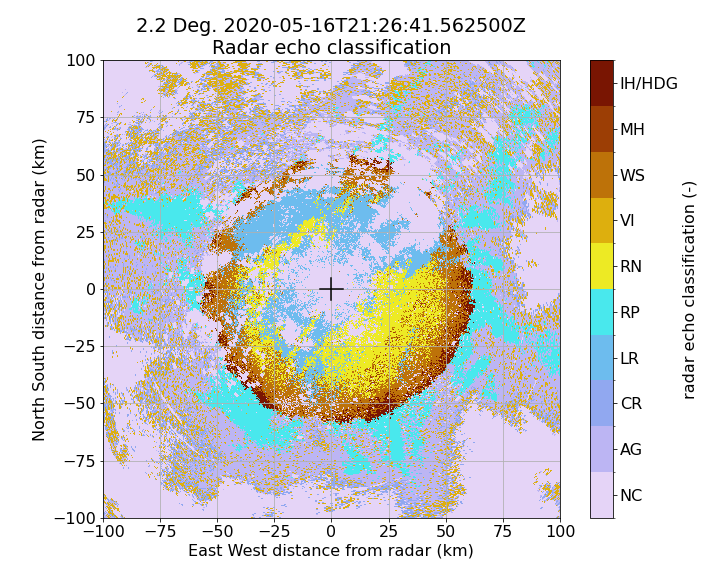 2.2 Deg. 2020-05-16T21:26:41.562500Z
Radar echo classification
100
75
50
25
0
−25
−50
−75
−100
North South distance from radar (km)
−100 −75 −50 −25 0 25 50 75 100
East West distance from radar (km)
IH/HDG
MH
WS
VI
RN
RP
LR
CR
AG
NC
radar echo classification (-)